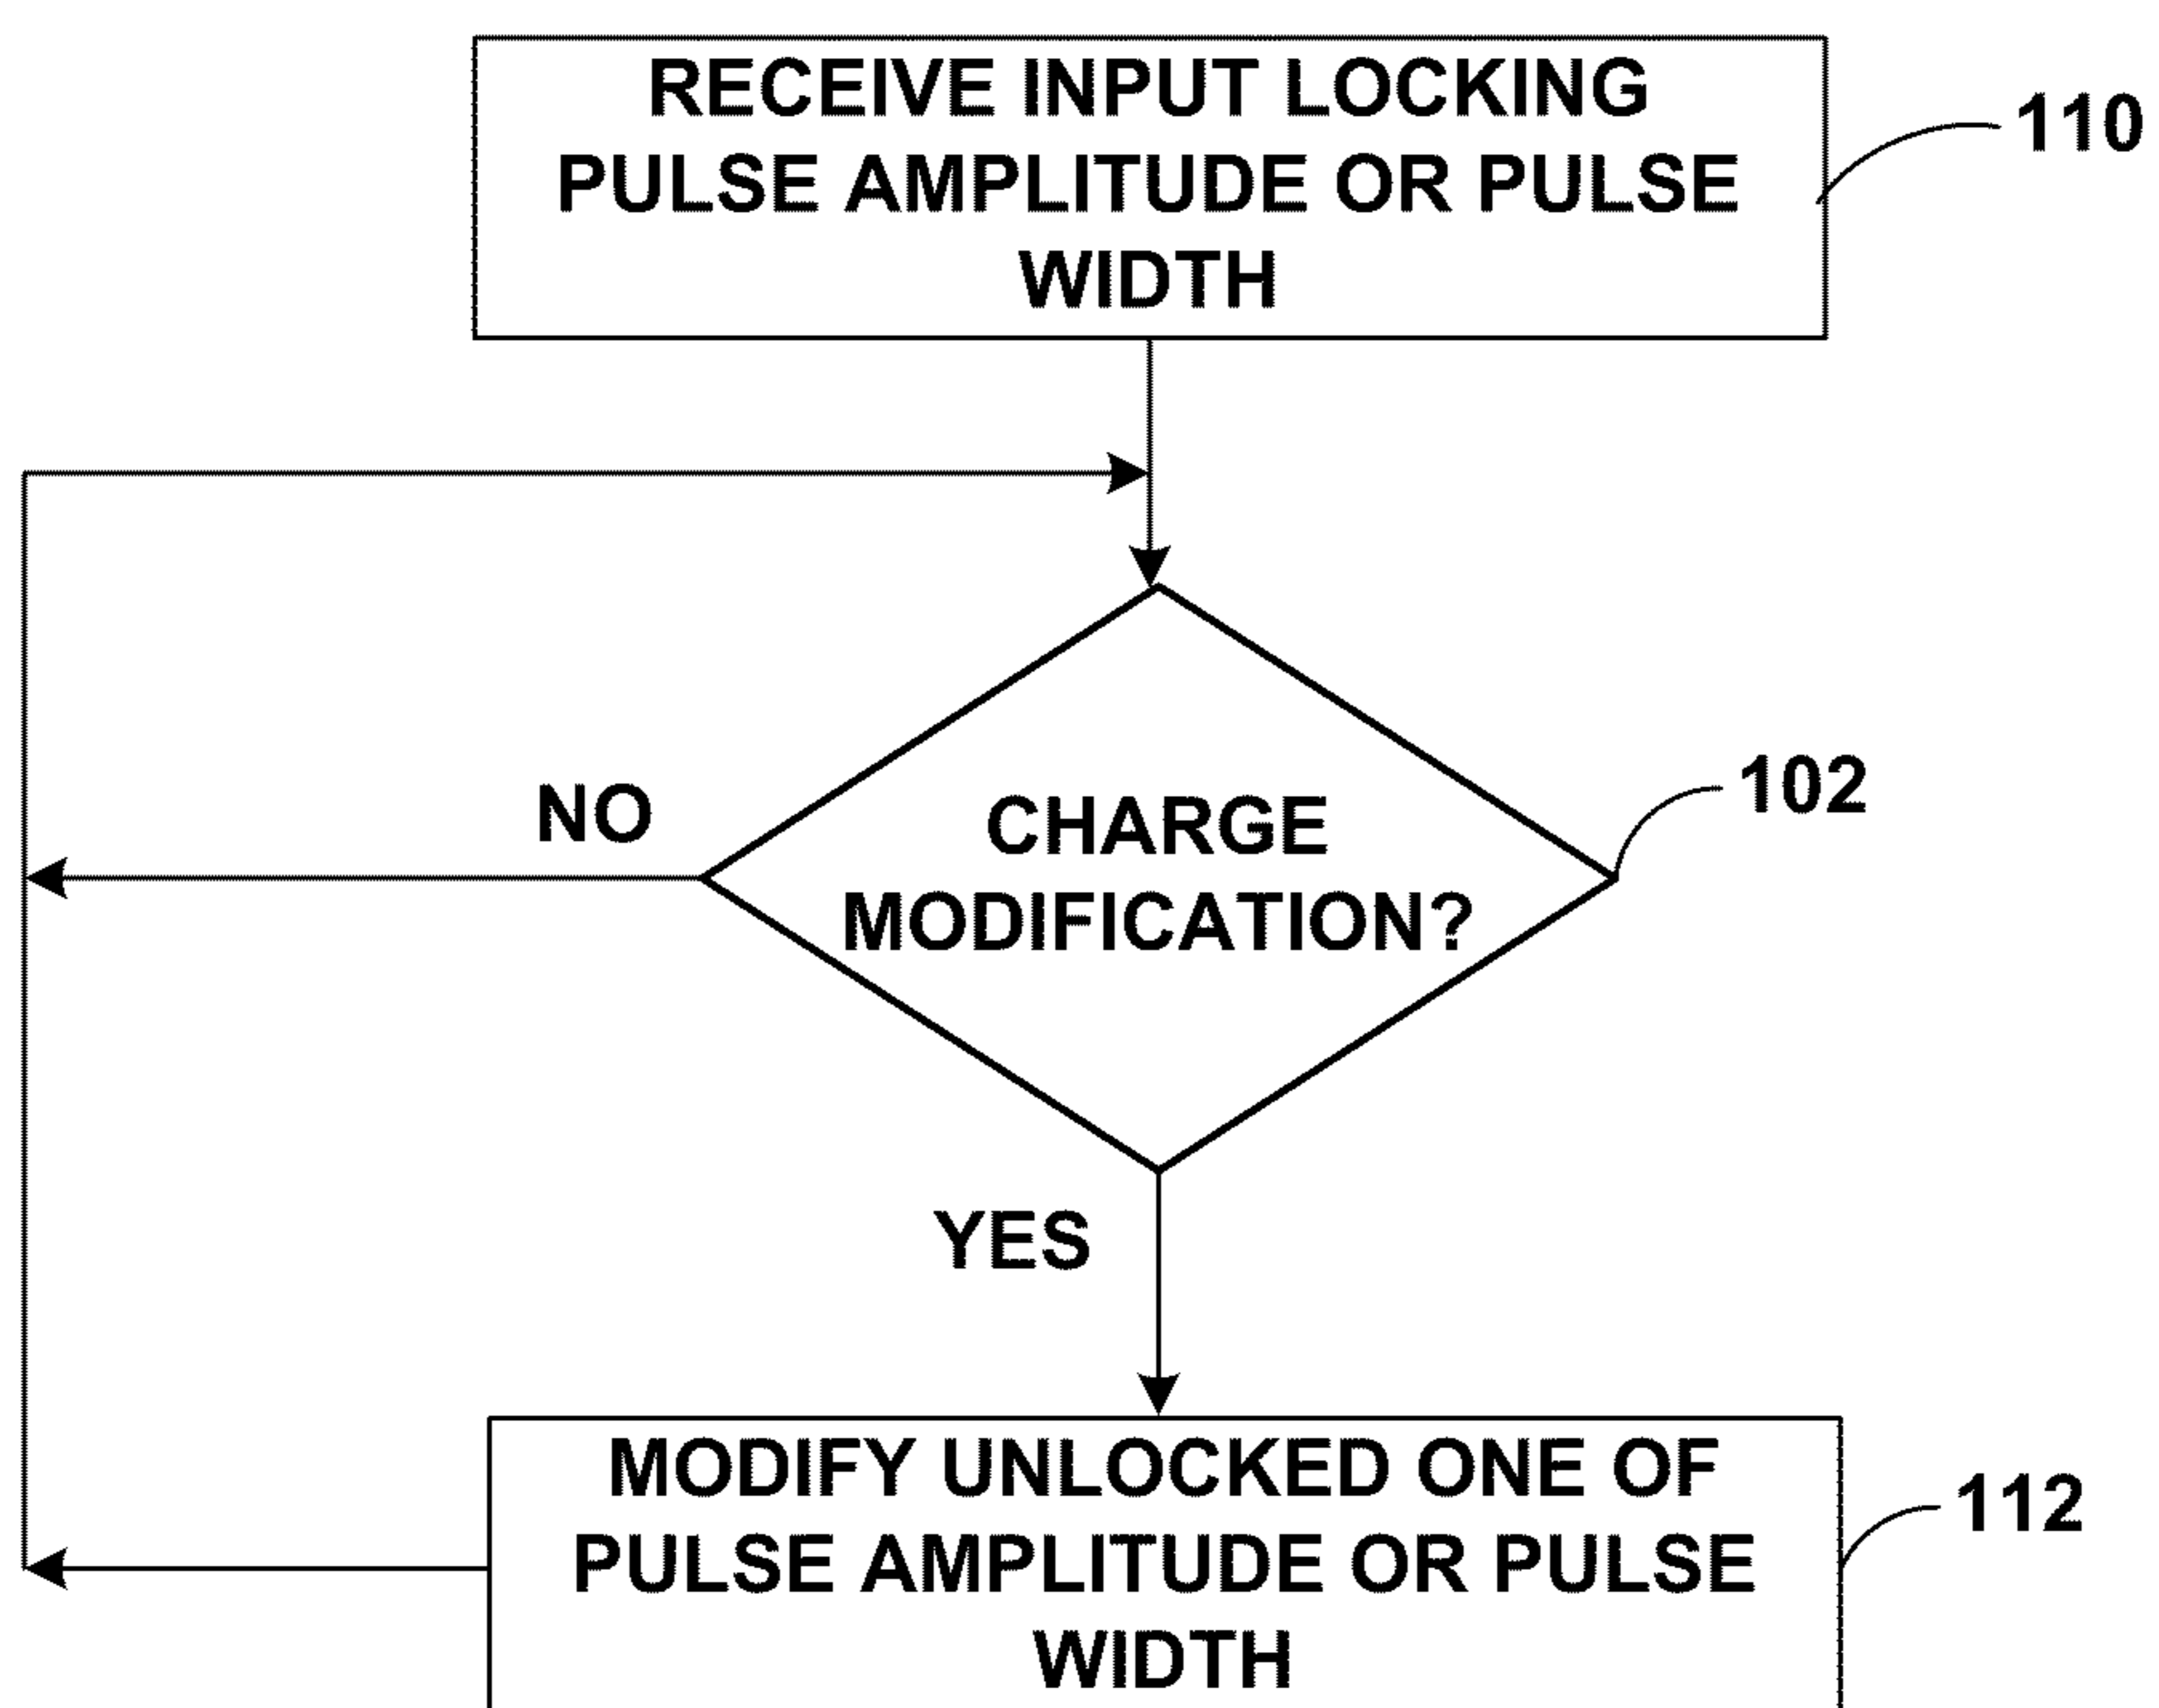 RECEIVE INPUT LOCKING
PULSE AMPLITUDE OR PULSE
WIDTH
110
NO
CHARGE
MODIFICATION?
102
YES
MODIFY UNLOCKED ONE OF
PULSE AMPLITUDE OR PULSE
WIDTH
112